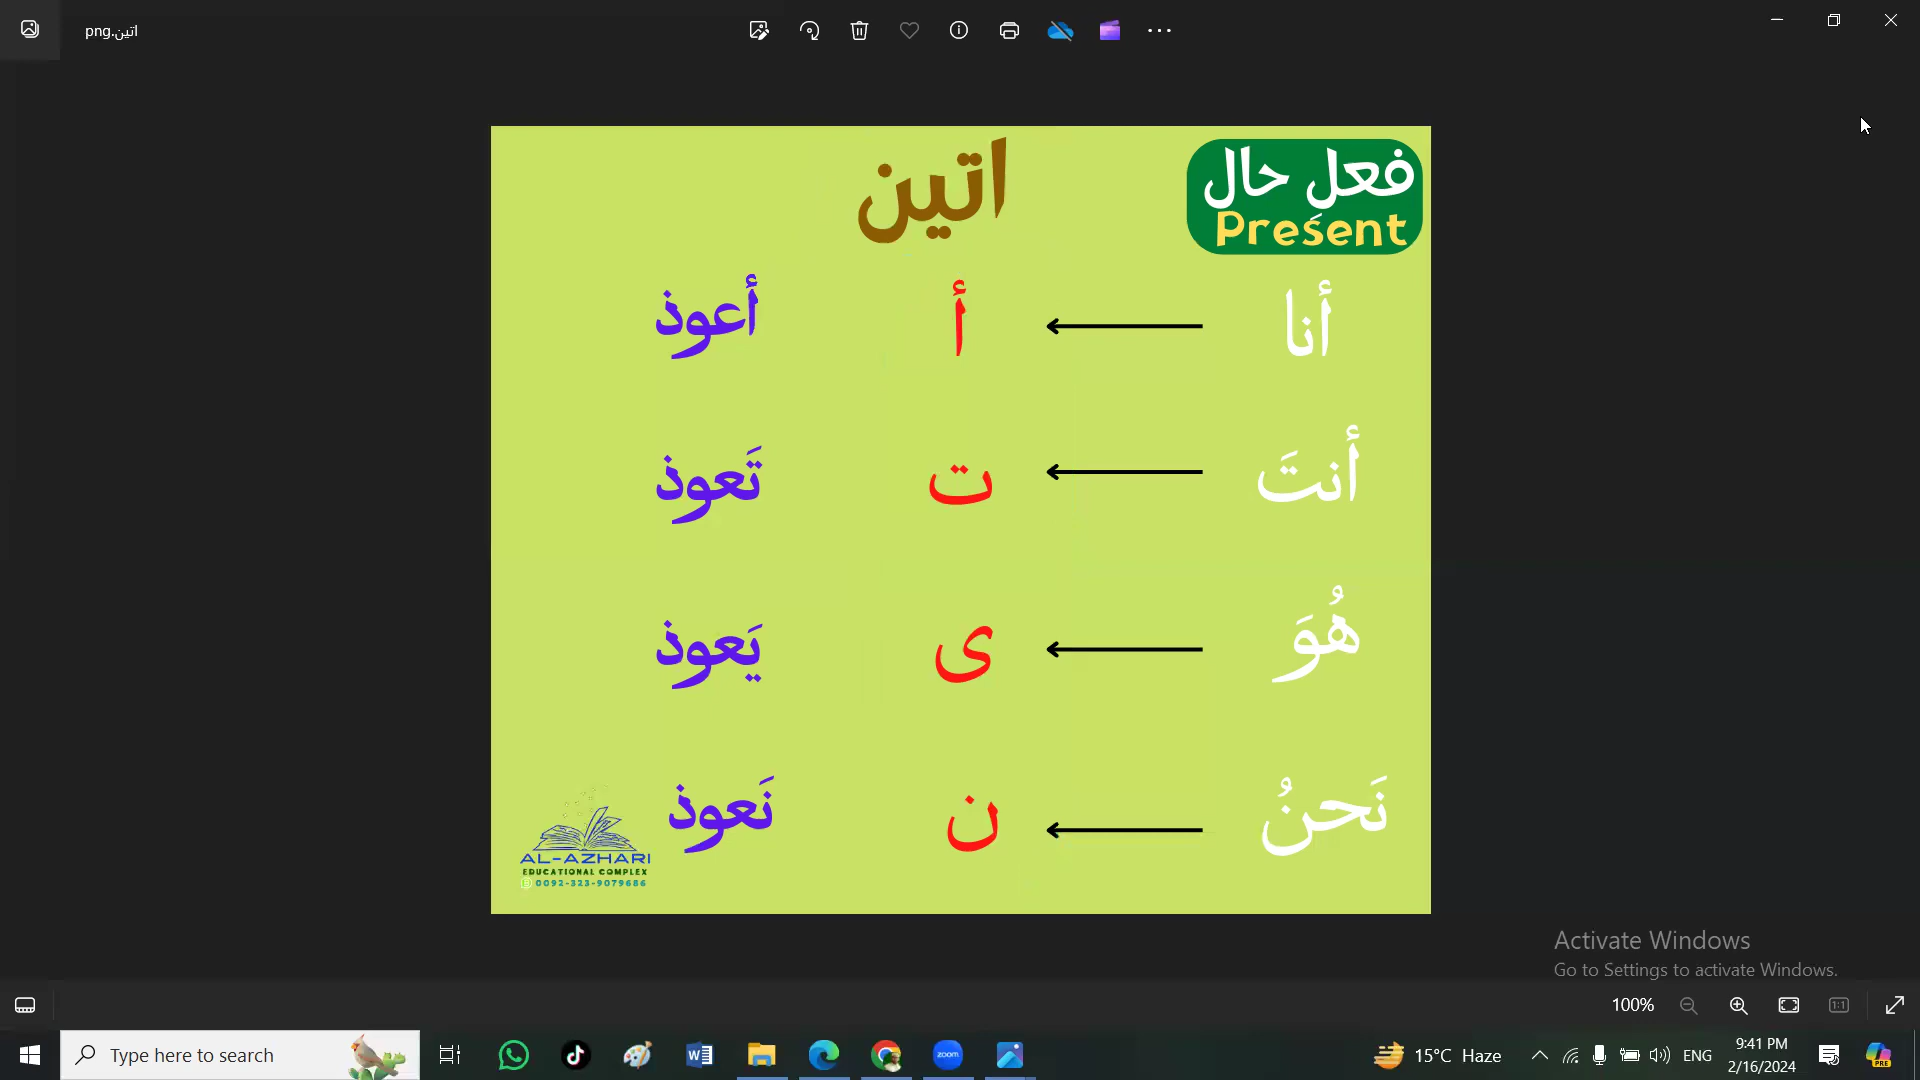 اتین.png
فعلِ حال
Present
اتین
أنا أ أعوذ
أنتَ ت تَعوذ
هُوَ ى يَعوذ
نَحنُ ن نَعوذ
AL-AZHARI
EDUCATIONAL COMPLEX
0092-323-9079686
Activate Windows
Go to Settings to activate Windows.
100%
Type here to search
15°C Haze
ENG
9:41 PM
2/16/2024